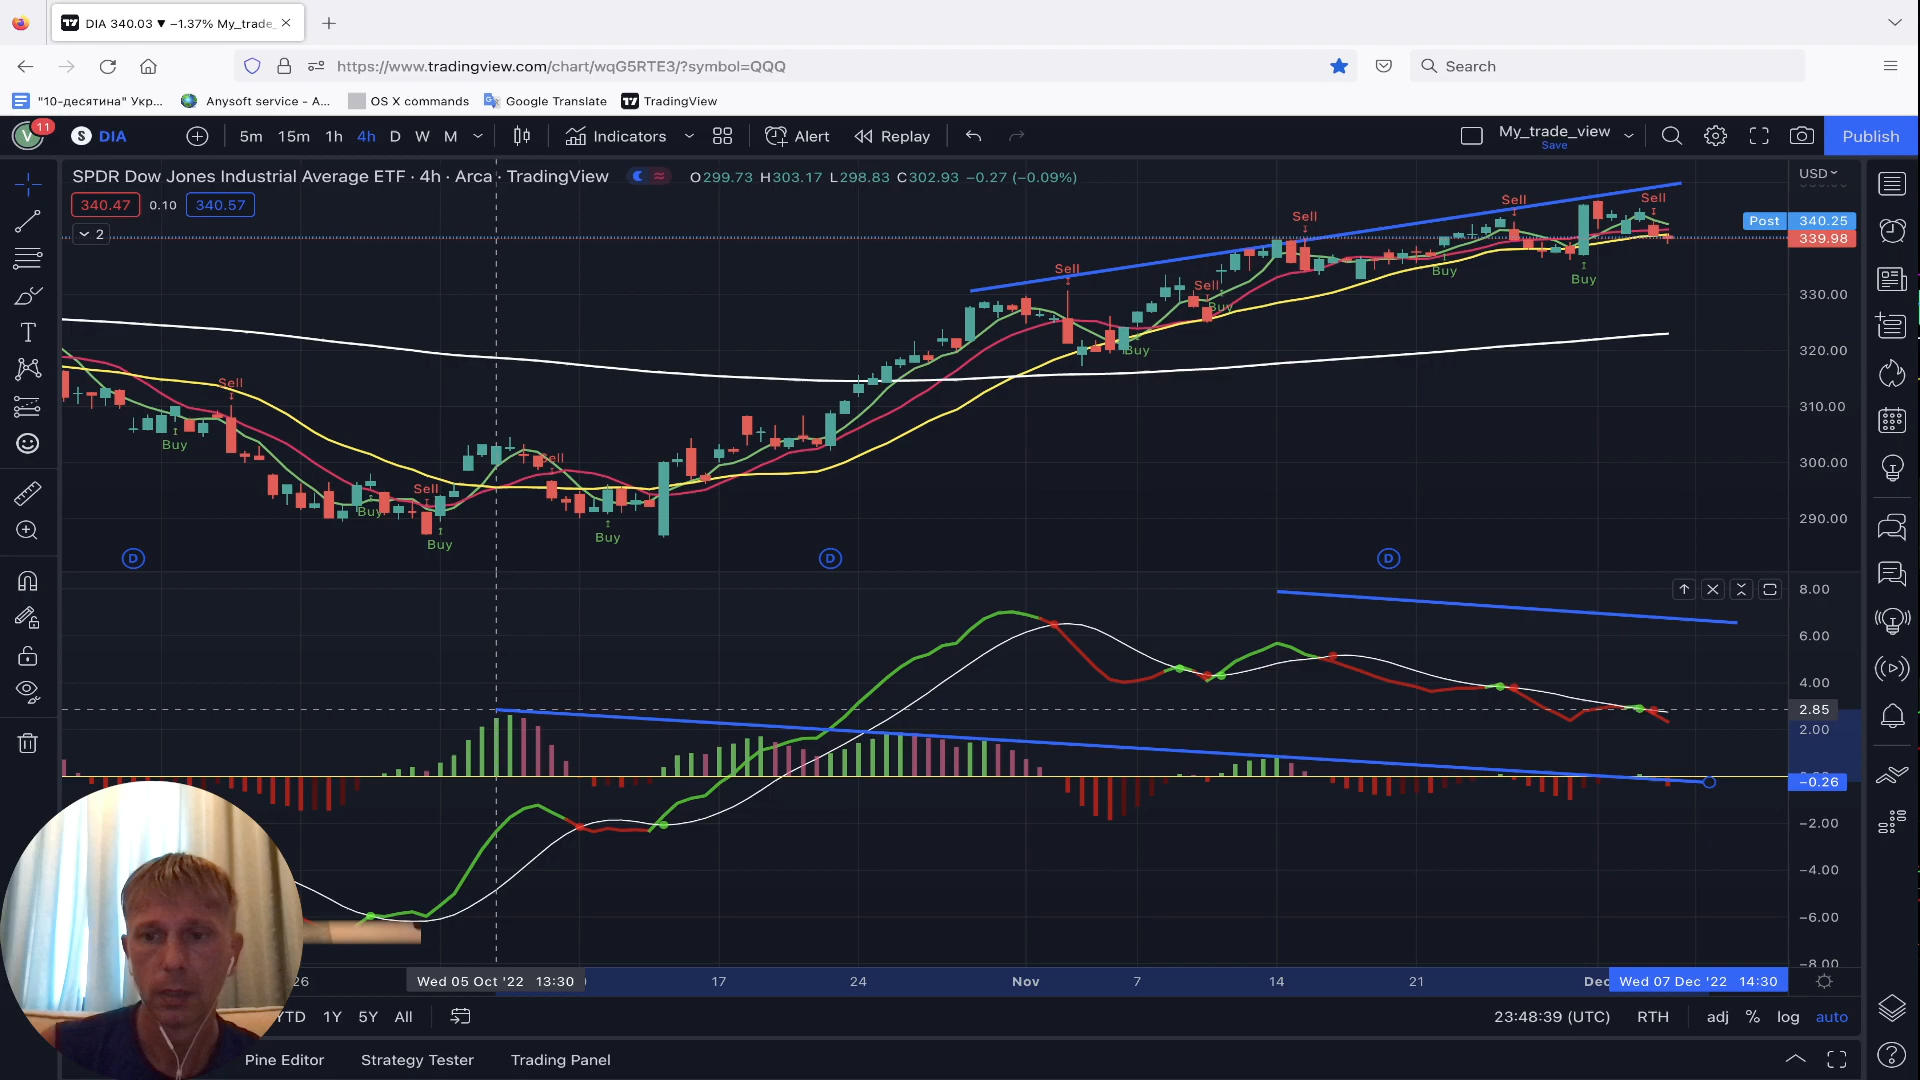 DIA 340.03 ▼ −1.37% My_trade_
https://www.tradingview.com/chart/wqG5RTE3/?symbol=QQQ
Search
"10-десятина" Укр...
Anysoft service - A...
OS X commands
Google Translate
TradingView
V 11
S DIA
5m 15m 1h 4h D W M
Indicators
Alert
Replay
My_trade_view
Save
Publish
SPDR Dow Jones Industrial Average ETF · 4h · Arca · TradingView
O299.73 H303.17 L298.83 C302.93 −0.27 (−0.09%)
USD
340.47 0.10 340.57
2
Sell
Sell
Sell
Post 340.25
339.98
Sell
Buy
Buy
Sell
Buy
330.00
Buy
320.00
Sell
310.00
Buy
Sell
300.00
Sell
Buy
290.00
Buy
Buy
D
D
D
8.00
6.00
4.00
2.85
2.00
−0.26
−2.00
−4.00
−6.00
−8.00
26
Wed 05 Oct '22 13:30
17
24
Nov
7
14
21
Dec
Wed 07 Dec '22 14:30
YTD 1Y 5Y All
23:48:39 (UTC)
RTH
adj % log auto
Pine Editor
Strategy Tester
Trading Panel